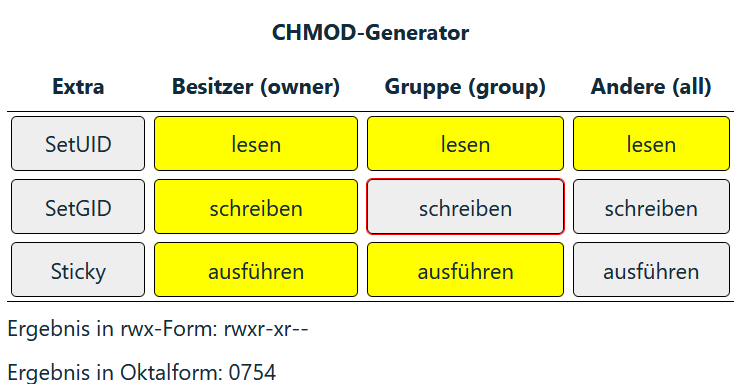 CHMOD-Generator
Extra Besitzer (owner) Gruppe (group) Andere (all)
SetUID lesen lesen lesen
SetGID schreiben schreiben schreiben
Sticky ausführen ausführen ausführen
Ergebnis in rwx-Form: rwxr-xr--
Ergebnis in Oktalform: 0754